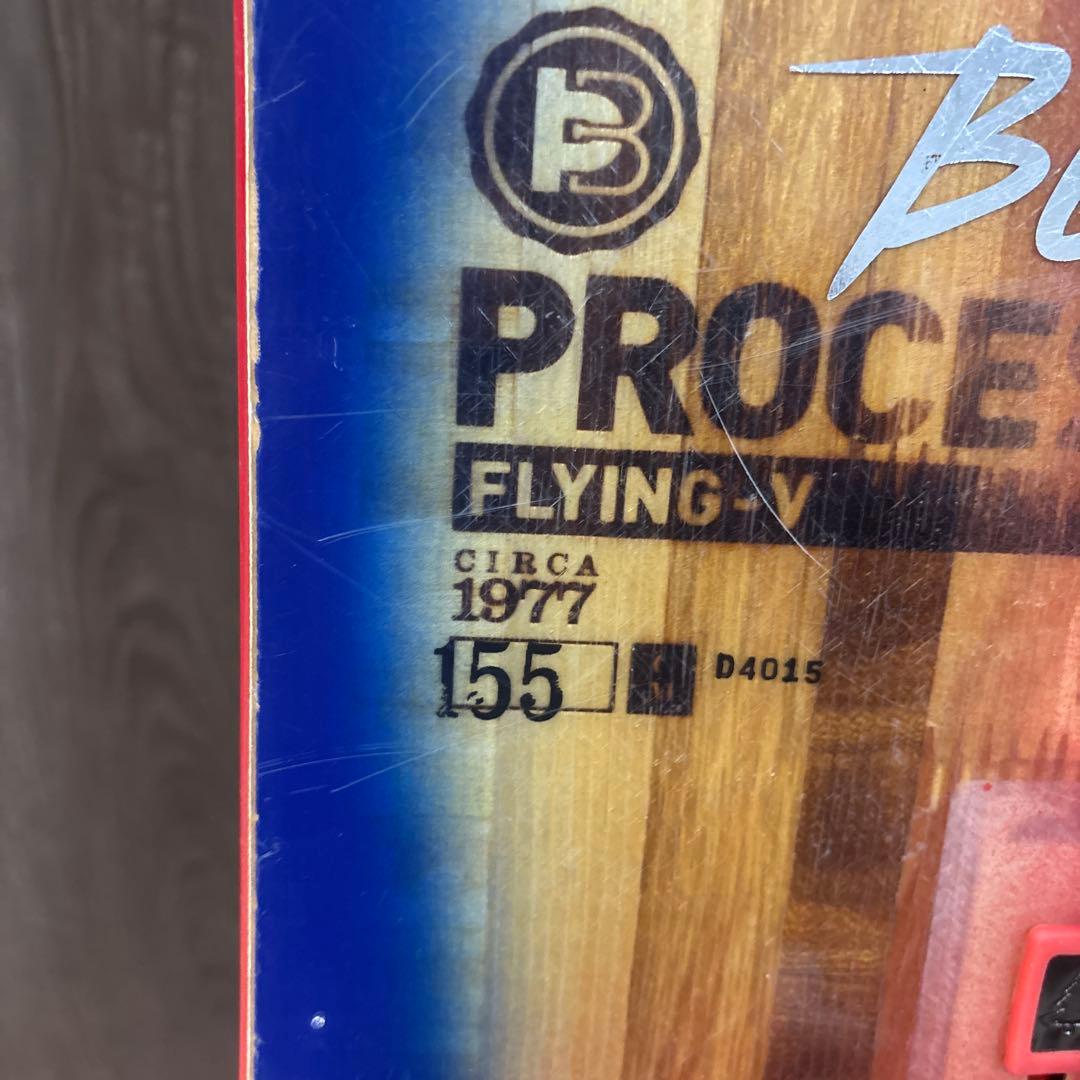 B
PROCES
FLYING-V
CIRCA
1977
155 D4015